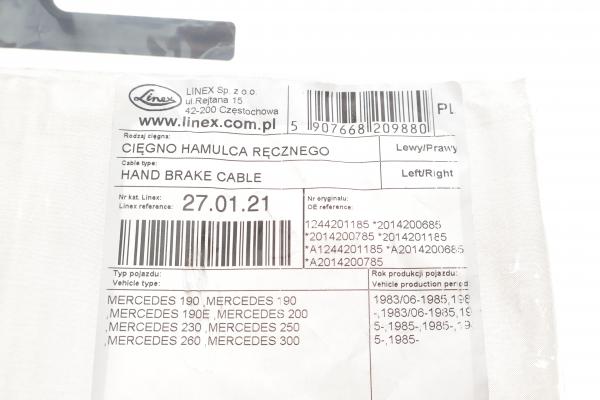 Linex
LINEX Sp. z o.o.
ul.Rejtana 15
42-200 Częstochowa
www.linex.com.pl
5 907668 209880
PL
Rodzaj cięgna:
CIĘGNO HAMULCA RĘCZNEGO
Lewy/Prawy
Cable type:
HAND BRAKE CABLE
Left/Right
Nr kat. Linex:
Linex reference:
27.01.21
Nr oryginału:
OE reference:
1244201185 *2014200685
*2014200785 *2014201185
*A1244201185 *A2014200685
*A2014200785
Typ pojazdu:
Vehicle type:
Rok produkcji pojazdu:
Vehicle production period
MERCEDES 190 ,MERCEDES 190
,MERCEDES 190E ,MERCEDES 200
,MERCEDES 230 ,MERCEDES 250
,MERCEDES 260 ,MERCEDES 300
1983/06-1985,198
-,1983/06-1985,19
5-,1985-,1985-,19
5-,1985-